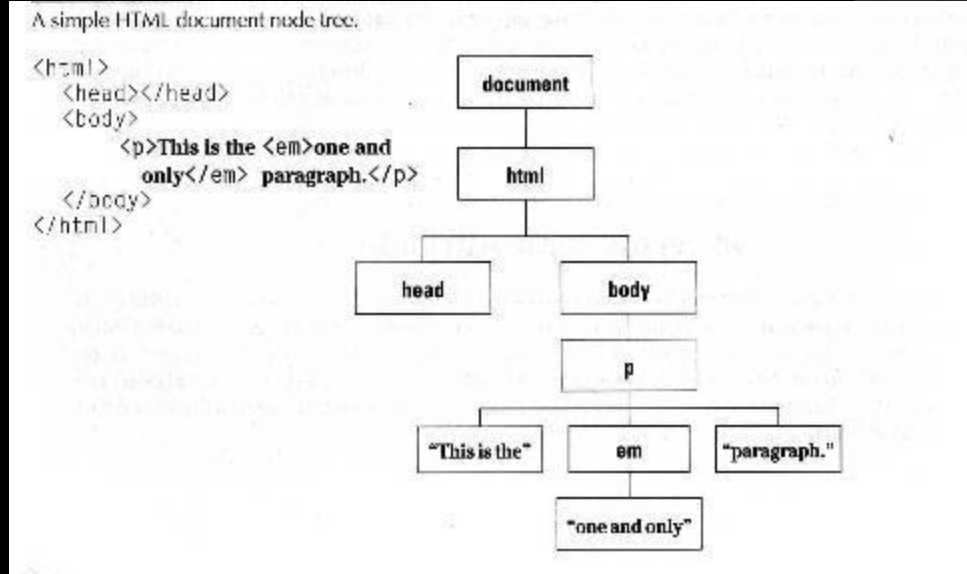 A simple HTML document node tree.
<html>
<head></head>
<body>
<p>This is the <em>one and
only</em> paragraph.</p>
</body>
</html>
document
html
head
body
p
"This is the"
em
"paragraph."
"one and only"